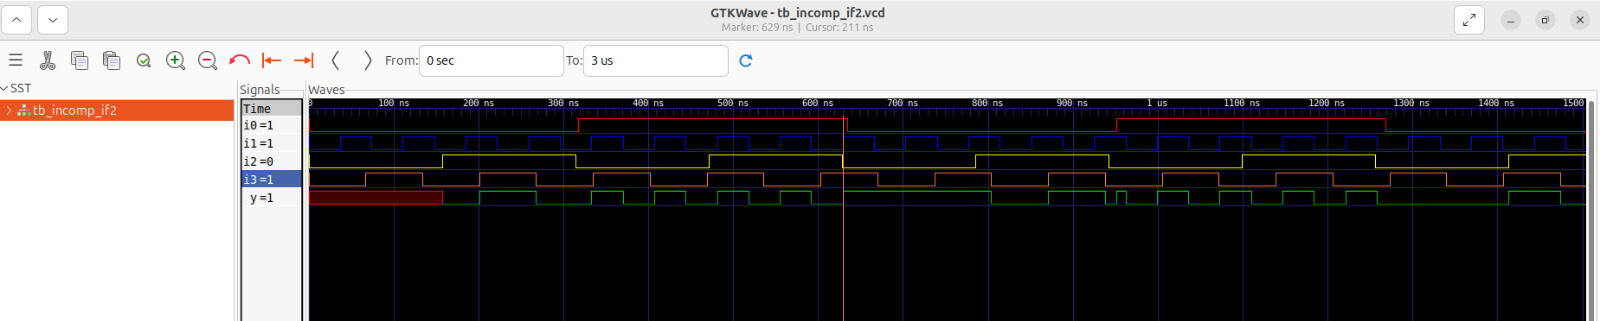 GTKWave - tb_incomp_if2.vcd
Marker: 629 ns | Cursor: 211 ns
From: 0 sec To: 3 us
SST
tb_incomp_if2
Signals
Time
i0=1
i1=1
i2=0
i3=1
y=1
Waves
0 100 ns 200 ns 300 ns 400 ns 500 ns 600 ns 700 ns 800 ns 900 ns 1 us 1100 ns 1200 ns 1300 ns 1400 ns 1500